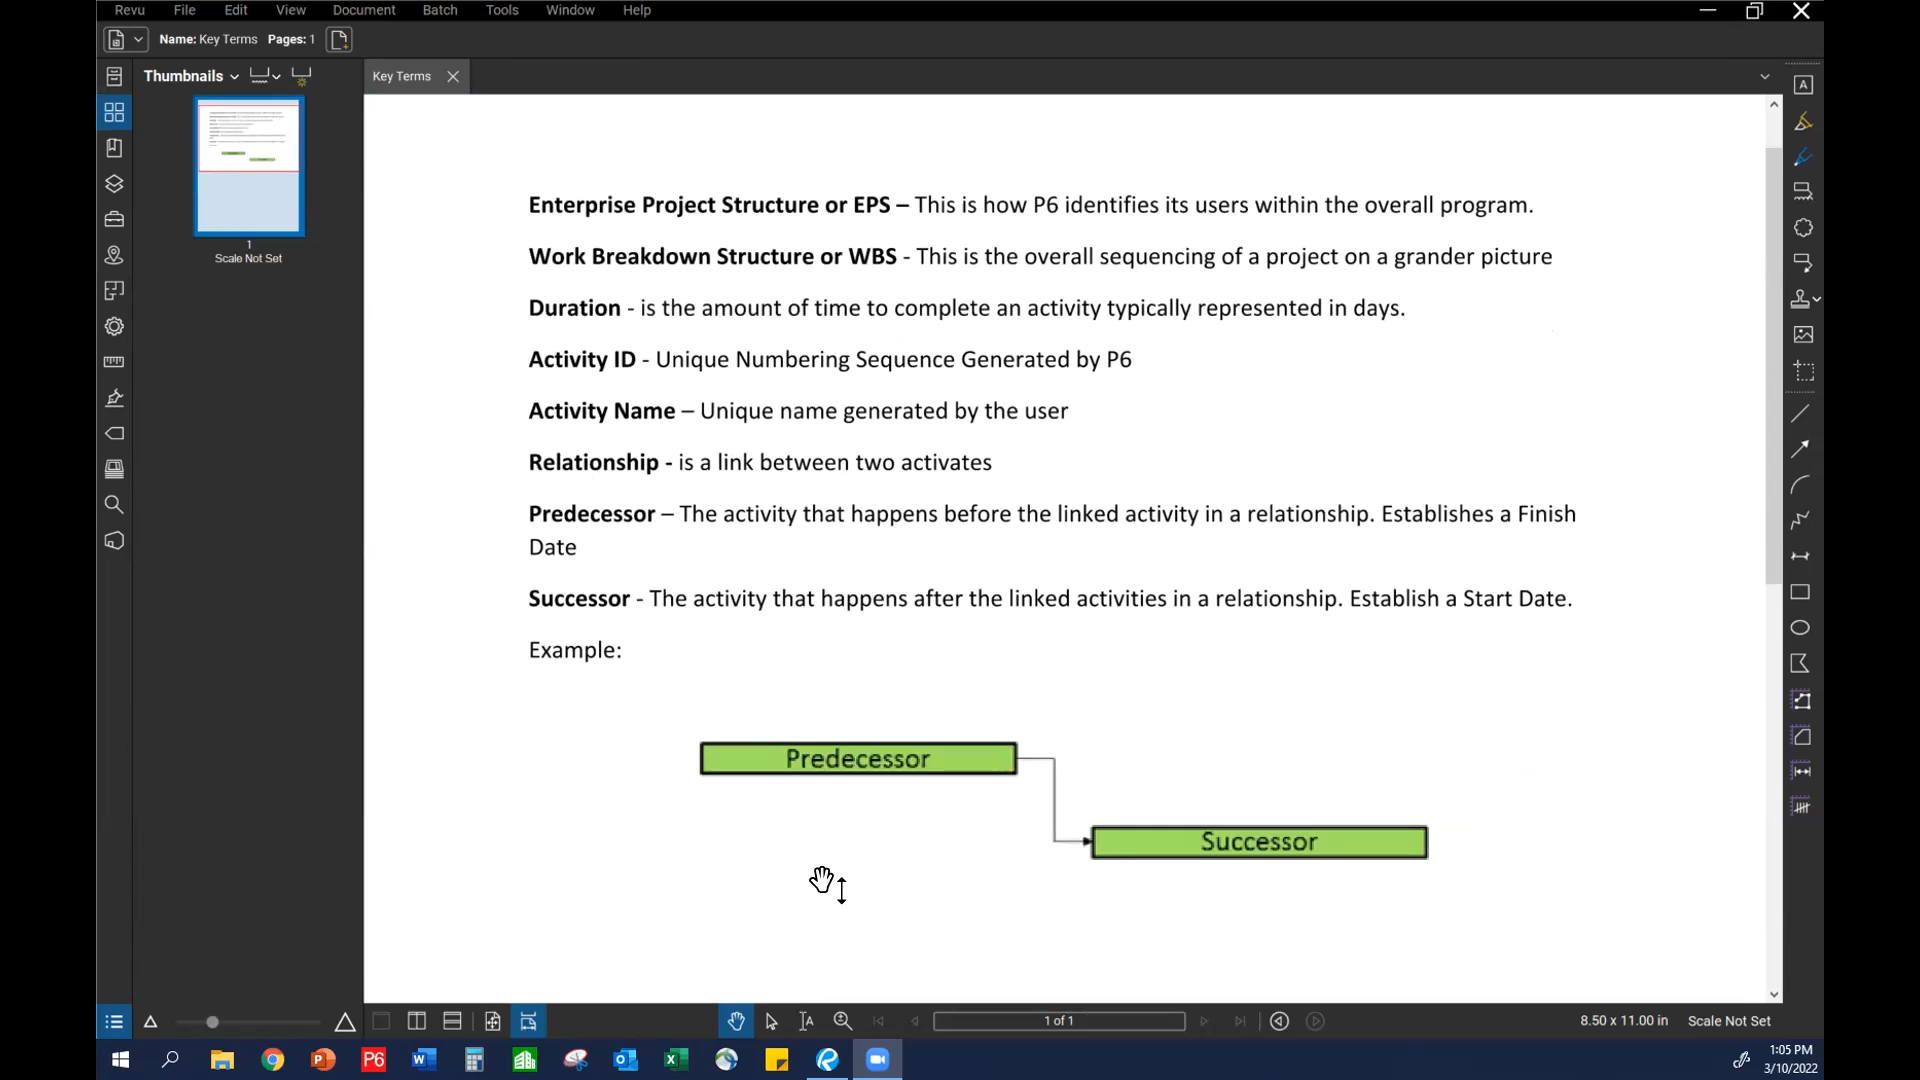 Revu File Edit View Document Batch Tools Window Help
Name: Key Terms Pages: 1
Thumbnails
Key Terms
1
Scale Not Set
Enterprise Project Structure or EPS – This is how P6 identifies its users within the overall program.
Work Breakdown Structure or WBS - This is the overall sequencing of a project on a grander picture
Duration - is the amount of time to complete an activity typically represented in days.
Activity ID - Unique Numbering Sequence Generated by P6
Activity Name – Unique name generated by the user
Relationship - is a link between two activates
Predecessor – The activity that happens before the linked activity in a relationship. Establishes a Finish
Date
Successor - The activity that happens after the linked activities in a relationship. Establish a Start Date.
Example:
Predecessor
Successor
1 of 1
8.50 x 11.00 in Scale Not Set
P6
1:05 PM
3/10/2022